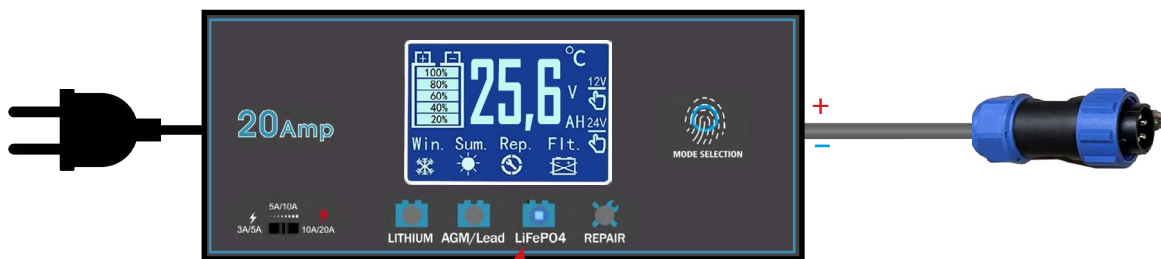 + -
100%
80%
60%
40%
20%
25,6
°C
V
AH
12V
24V
Win. Sum. Rep. Flt.
20Amp
MODE SELECTION
+
−
5A/10A
3A/5A
10A/20A
LITHIUM AGM/Lead LiFePO4 REPAIR